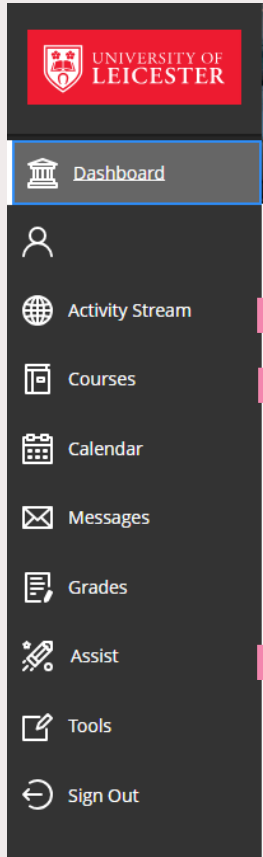 UNIVERSITY OF
LEICESTER
Dashboard
Activity Stream
Courses
Calendar
Messages
Grades
Assist
Tools
Sign Out